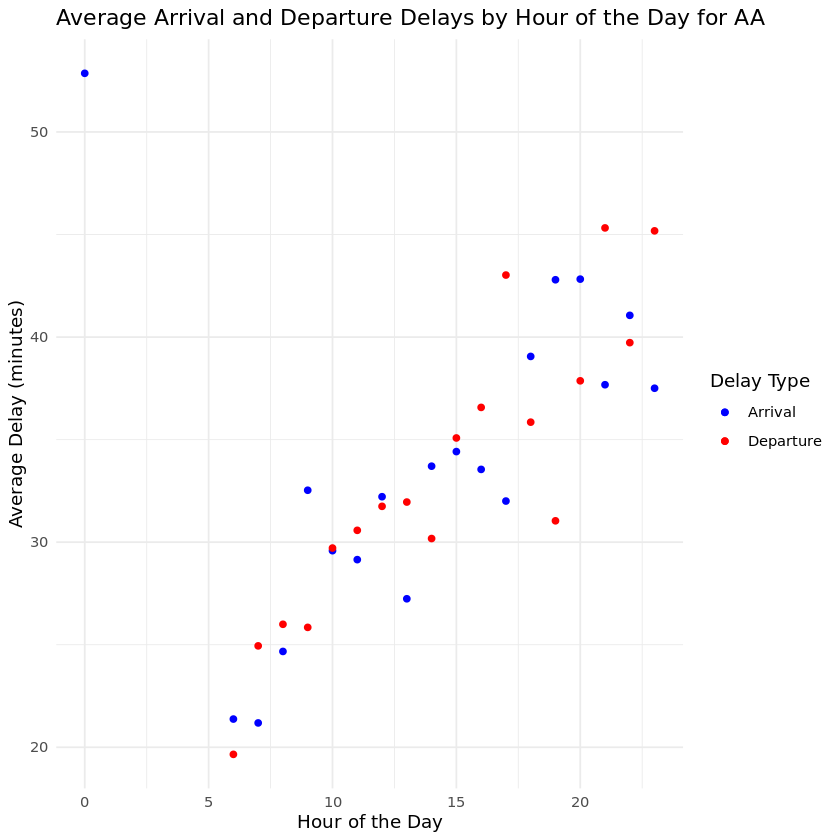 Average Arrival and Departure Delays by Hour of the Day for AA
50
40
30
20
Average Delay (minutes)
0
5
10
15
20
Hour of the Day
Delay Type
Arrival
Departure